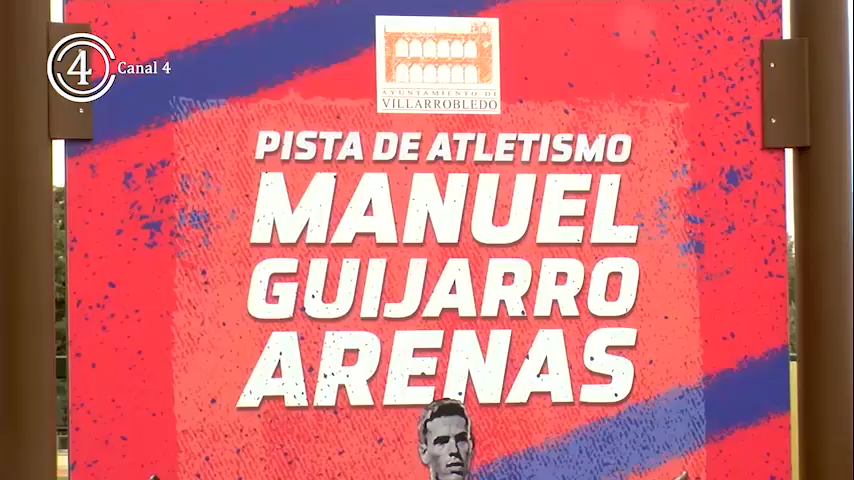 4
Canal 4
AYUNTAMIENTO DE
VILLARROBLEDO
PISTA DE ATLETISMO
MANUEL
GUIJARRO
ARENAS